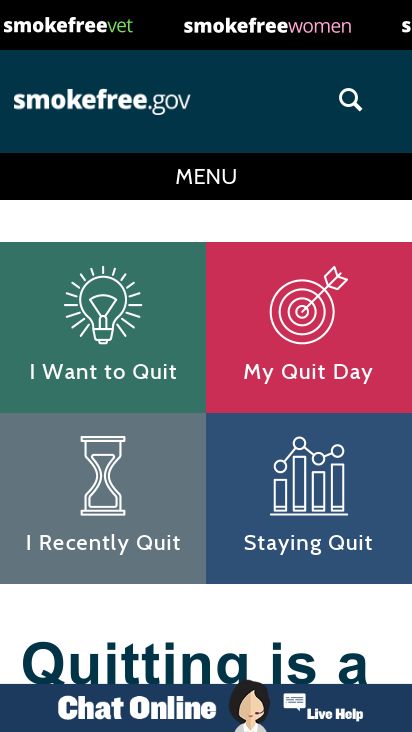 smokefreevet smokefreewomen s
smokefree.gov
MENU
I Want to Quit
My Quit Day
I Recently Quit
Staying Quit
Quitting is a
Chat Online
Live Help